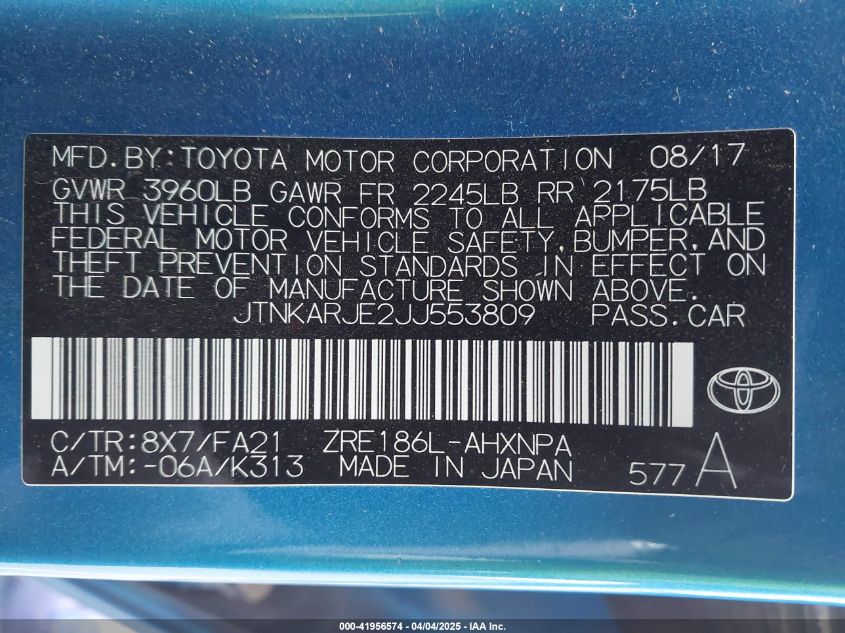 MFD.BY:TOYOTA MOTOR CORPORATION 08/17
GVWR 3960LB GAWR FR 2245LB RR 2175LB
THIS VEHICLE CONFORMS TO ALL APPLICABLE
FEDERAL MOTOR VEHICLE SAFETY, BUMPER, AND
THEFT PREVENTION STANDARDS IN EFFECT ON
THE DATE OF MANUFACTURE SHOWN ABOVE.
JTNKARJE2JJ553809 PASS.CAR
C/TR:8X7/FA21 ZRE186L-AHXNPA
A/TM:-06A/K313 MADE IN JAPAN 577A
000-41956574 - 04/04/2025 - IAA Inc.